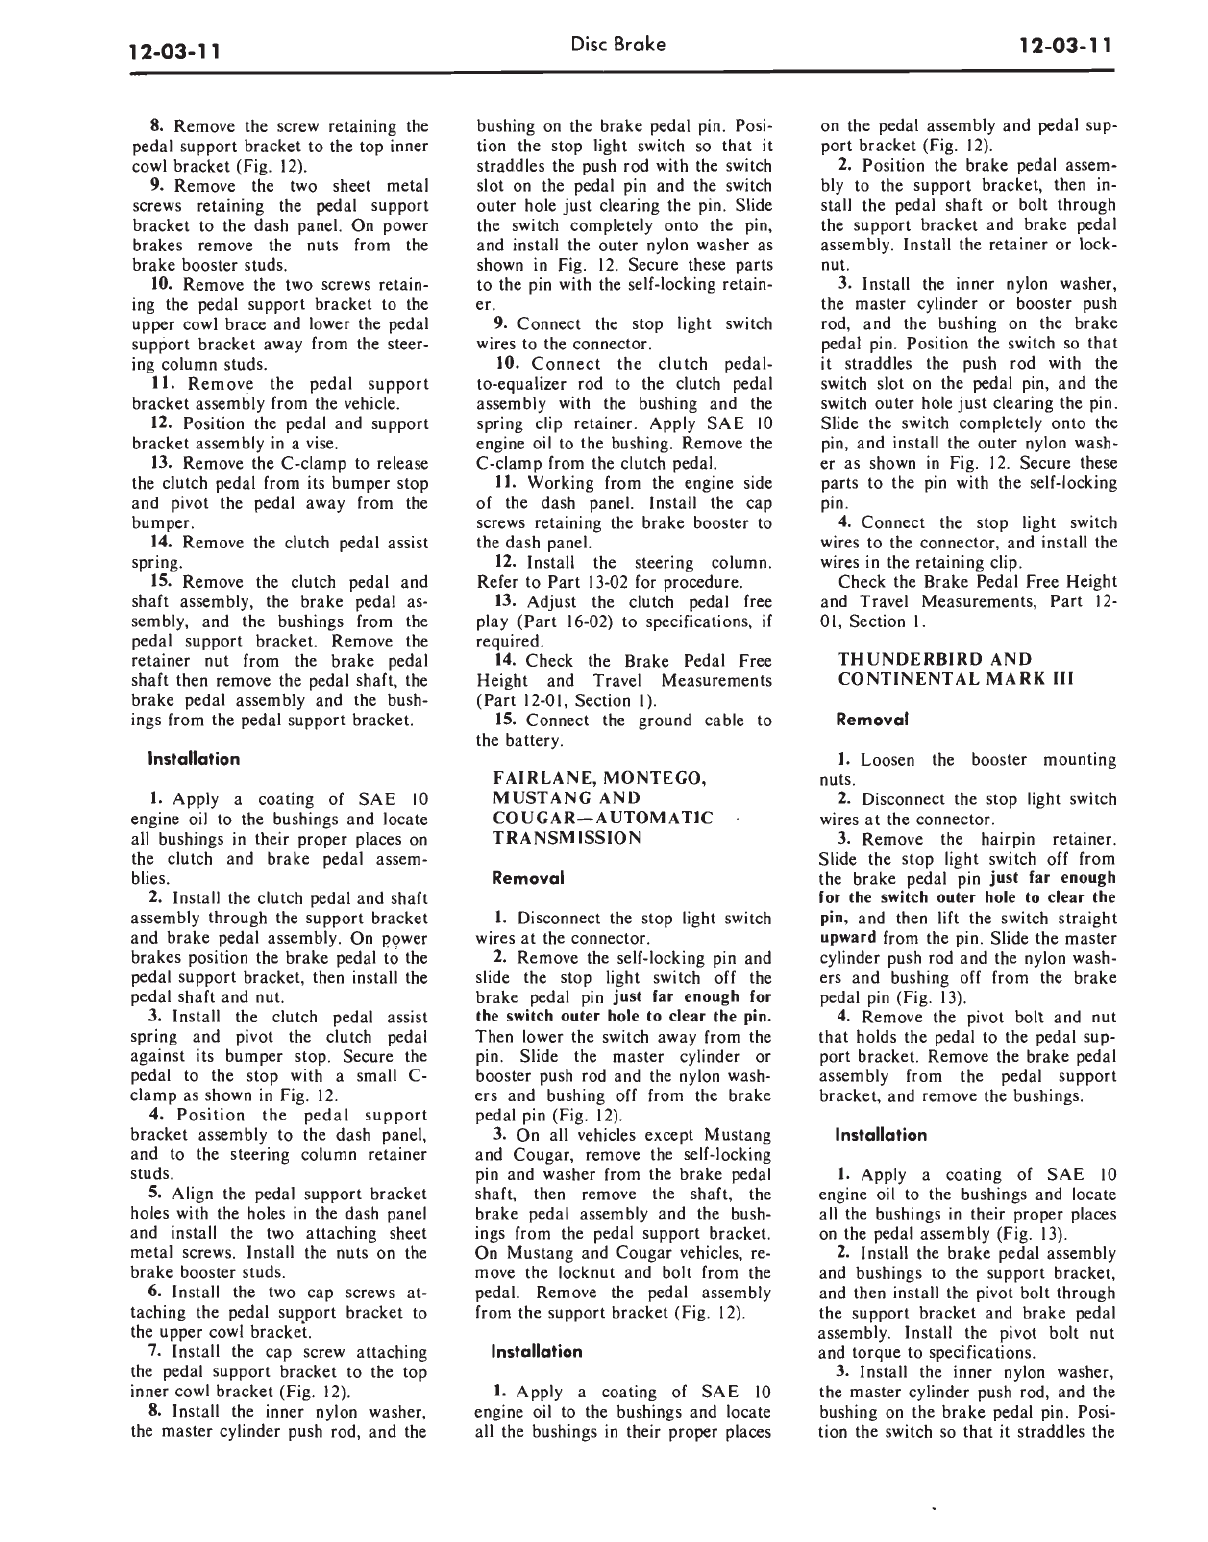 12-03-11
Disc Brake
12-03-11
8. Remove the screw retaining the
pedal support bracket to the top inner
cowl bracket (Fig. 12).
9. Remove the two sheet metal
screws retaining the pedal support
bracket to the dash panel. On power
brakes remove the nuts from the
brake booster studs.
10. Remove the two screws retain-
ing the pedal support bracket to the
upper cowl brace and lower the pedal
support bracket away from the steer-
ing column studs.
11. Remove the pedal support
bracket assembly from the vehicle.
12. Position the pedal and support
bracket assembly in a vise.
13. Remove the C-clamp to release
the clutch pedal from its bumper stop
and pivot the pedal away from the
bumper.
14. Remove the clutch pedal assist
spring.
15. Remove the clutch pedal and
shaft assembly, the brake pedal as-
sembly, and the bushings from the
pedal support bracket. Remove the
retainer nut from the brake pedal
shaft then remove the pedal shaft, the
brake pedal assembly and the bush-
ings from the pedal support bracket.
Installation
1. Apply a coating of SAE 10
engine oil to the bushings and locate
all bushings in their proper places on
the clutch and brake pedal assem-
blies.
2. Install the clutch pedal and shaft
assembly through the support bracket
and brake pedal assembly. On power
brakes position the brake pedal to the
pedal support bracket, then install the
pedal shaft and nut.
3. Install the clutch pedal assist
spring and pivot the clutch pedal
against its bumper stop. Secure the
pedal to the stop with a small C-
clamp as shown in Fig. 12.
4. Position the pedal support
bracket assembly to the dash panel,
and to the steering column retainer
studs.
5. Align the pedal support bracket
holes with the holes in the dash panel
and install the two attaching sheet
metal screws. Install the nuts on the
brake booster studs.
6. Install the two cap screws at-
taching the pedal support bracket to
the upper cowl bracket.
7. Install the cap screw attaching
the pedal support bracket to the top
inner cowl bracket (Fig. 12).
8. Install the inner nylon washer,
the master cylinder push rod, and the
bushing on the brake pedal pin. Posi-
tion the stop light switch so that it
straddles the push rod with the switch
slot on the pedal pin and the switch
outer hole just clearing the pin. Slide
the switch completely onto the pin,
and install the outer nylon washer as
shown in Fig. 12. Secure these parts
to the pin with the self-locking retain-
er.
9. Connect the stop light switch
wires to the connector.
10. Connect the clutch pedal-
to-equalizer rod to the clutch pedal
assembly with the bushing and the
spring clip retainer. Apply SAE 10
engine oil to the bushing. Remove the
C-clamp from the clutch pedal.
11. Working from the engine side
of the dash panel. Install the cap
screws retaining the brake booster to
the dash panel.
12. Install the steering column.
Refer to Part 13-02 for procedure.
13. Adjust the clutch pedal free
play (Part 16-02) to specifications, if
required.
14. Check the Brake Pedal Free
Height and Travel Measurements
(Part 12-01, Section 1).
15. Connect the ground cable to
the battery.
FAIRLANE, MONTEGO,
MUSTANG AND
COUGAR—AUTOMATIC
TRANSMISSION
Removal
1. Disconnect the stop light switch
wires at the connector.
2. Remove the self-locking pin and
slide the stop light switch off the
brake pedal pin just far enough for
the switch outer hole to clear the pin.
Then lower the switch away from the
pin. Slide the master cylinder or
booster push rod and the nylon wash-
ers and bushing off from the brake
pedal pin (Fig. 12).
3. On all vehicles except Mustang
and Cougar, remove the self-locking
pin and washer from the brake pedal
shaft, then remove the shaft, the
brake pedal assembly and the bush-
ings from the pedal support bracket.
On Mustang and Cougar vehicles, re-
move the locknut and bolt from the
pedal. Remove the pedal assembly
from the support bracket (Fig. 12).
Installation
1. Apply a coating of SAE 10
engine oil to the bushings and locate
all the bushings in their proper places
on the pedal assembly and pedal sup-
port bracket (Fig. 12).
2. Position the brake pedal assem-
bly to the support bracket, then in-
stall the pedal shaft or bolt through
the support bracket and brake pedal
assembly. Install the retainer or lock-
nut.
3. Install the inner nylon washer,
the master cylinder or booster push
rod, and the bushing on the brake
pedal pin. Position the switch so that
it straddles the push rod with the
switch slot on the pedal pin, and the
switch outer hole just clearing the pin.
Slide the switch completely onto the
pin, and install the outer nylon wash-
er as shown in Fig. 12. Secure these
parts to the pin with the self-locking
pin.
4. Connect the stop light switch
wires to the connector, and install the
wires in the retaining clip.
Check the Brake Pedal Free Height
and Travel Measurements, Part 12-
01, Section 1.
THUNDERBIRD AND
CONTINENTAL MARK III
Removal
1. Loosen the booster mounting
nuts.
2. Disconnect the stop light switch
wires at the connector.
3. Remove the hairpin retainer.
Slide the stop light switch off from
the brake pedal pin just far enough
for the switch outer hole to clear the
pin, and then lift the switch straight
upward from the pin. Slide the master
cylinder push rod and the nylon wash-
ers and bushing off from the brake
pedal pin (Fig. 13).
4. Remove the pivot bolt and nut
that holds the pedal to the pedal sup-
port bracket. Remove the brake pedal
assembly from the pedal support
bracket, and remove the bushings.
Installation
1. Apply a coating of SAE 10
engine oil to the bushings and locate
all the bushings in their proper places
on the pedal assembly (Fig. 13).
2. Install the brake pedal assembly
and bushings to the support bracket,
and then install the pivot bolt through
the support bracket and brake pedal
assembly. Install the pivot bolt nut
and torque to specifications.
3. Install the inner nylon washer,
the master cylinder push rod, and the
bushing on the brake pedal pin. Posi-
tion the switch so that it straddles the